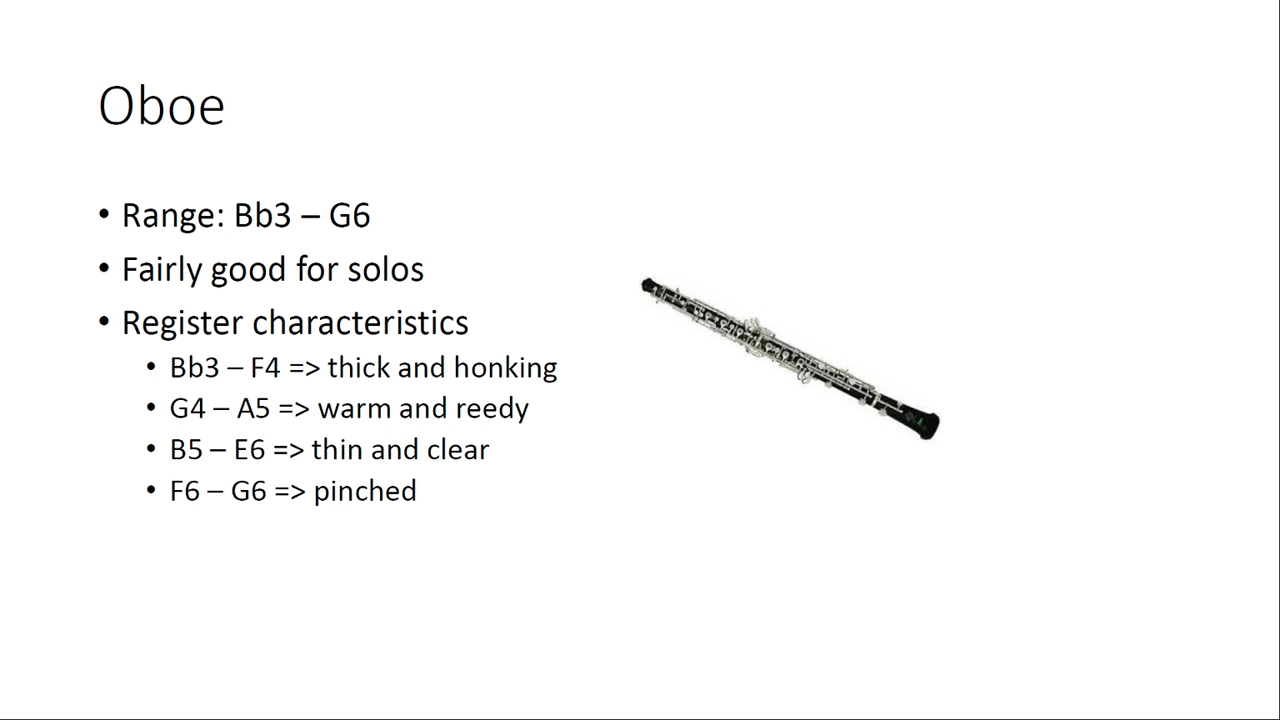 Oboe
• Range: Bb3 – G6
• Fairly good for solos
• Register characteristics
• Bb3 – F4 => thick and honking
• G4 – A5 => warm and reedy
• B5 – E6 => thin and clear
• F6 – G6 => pinched